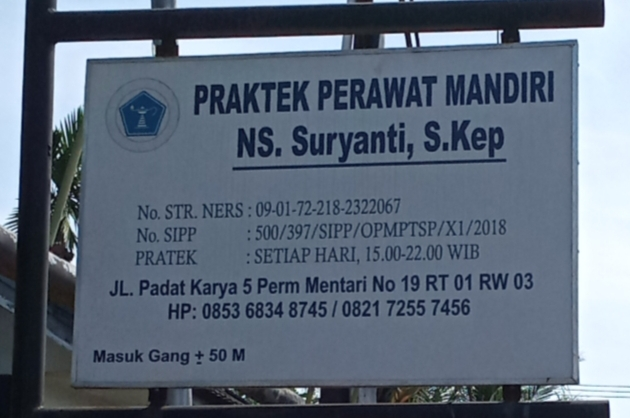 PRAKTEK PERAWAT MANDIRI
NS. Suryanti, S.Kep
No. STR. NERS : 09-01-72-218-2322067
No. SIPP : 500/397/SIPP/OPMPTSP/X1/2018
PRATEK : SETIAP HARI, 15.00-22.00 WIB
JL. Padat Karya 5 Perm Mentari No 19 RT 01 RW 03
HP: 0853 6834 8745 / 0821 7255 7456
Masuk Gang ± 50 M